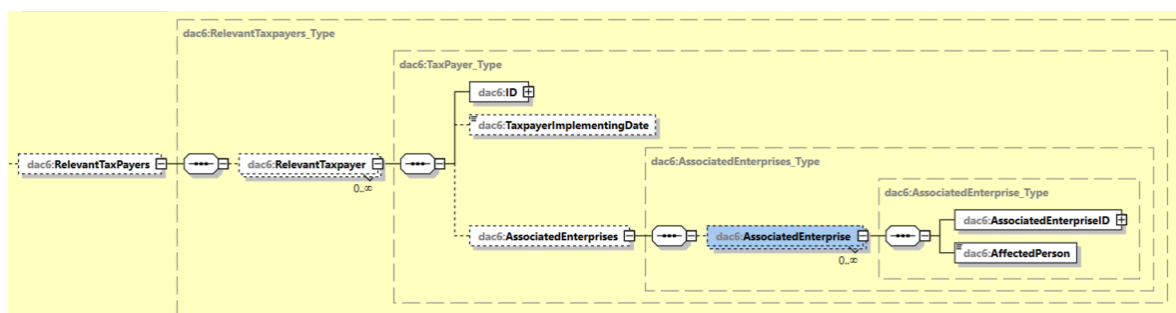 dac6:RelevantTaxpayers_Type
dac6:TaxPayer_Type
dac6:ID
dac6:TaxpayerImplementingDate
dac6:RelevantTaxPayers
dac6:RelevantTaxpayer
0..∞
dac6:AssociatedEnterprises_Type
dac6:AssociatedEnterprise_Type
dac6:AssociatedEnterprises
dac6:AssociatedEnterprise
0..∞
dac6:AssociatedEnterpriseID
dac6:AffectedPerson